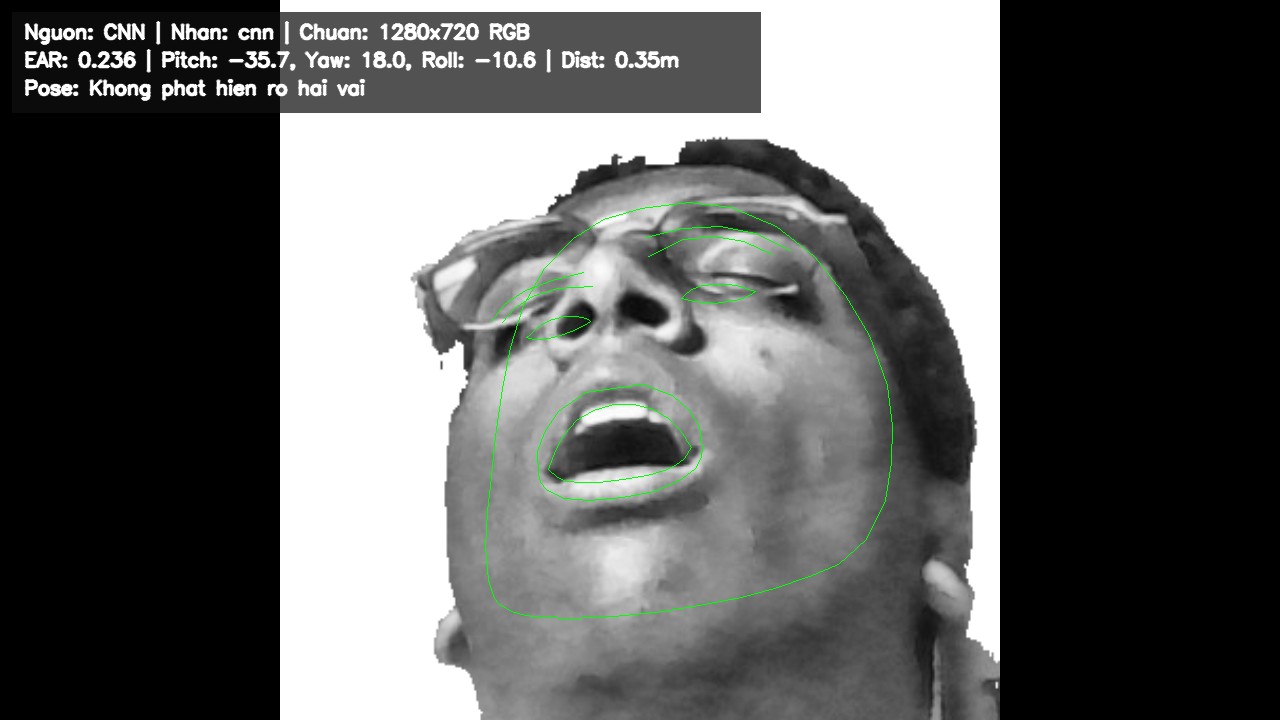 Nguon: CNN | Nhan: cnn | Chuan: 1280x720 RGB
EAR: 0.236 | Pitch: -35.7, Yaw: 18.0, Roll: -10.6 | Dist: 0.35m
Pose: Khong phat hien ro hai vai